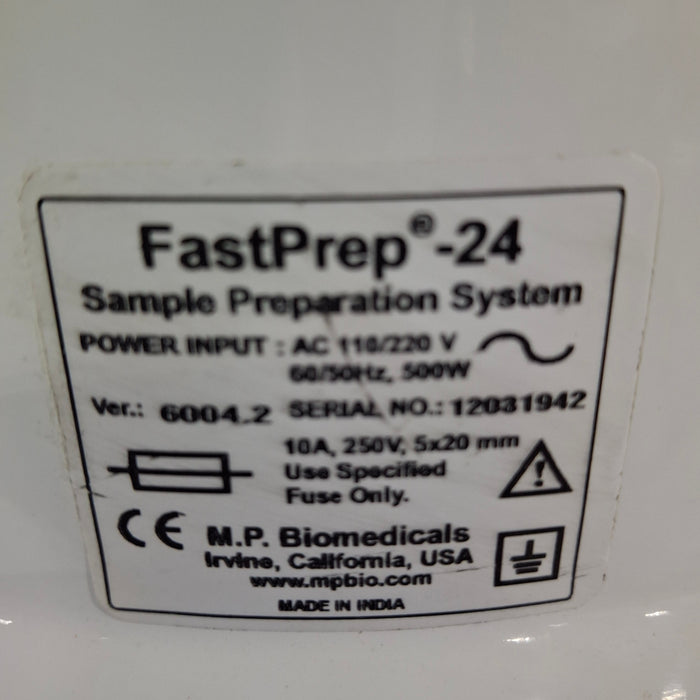 FastPrep®-24
Sample Preparation System
POWER INPUT : AC 110/220 V
60/50Hz, 500W
Ver.: 6004.2 SERIAL NO.: 12031942
10A, 250V, 5x20 mm
Use Specified
Fuse Only.
CE M.P. Biomedicals
Irvine, California, USA
www.mpbio.com
MADE IN INDIA